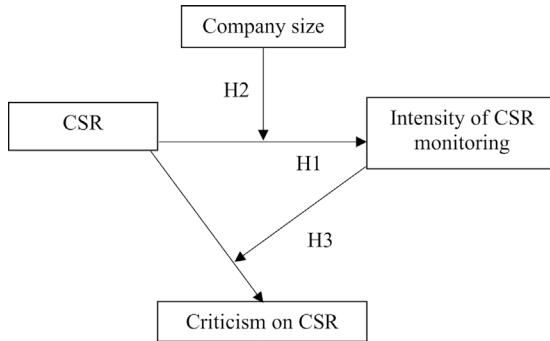 Company size
H2
CSR
Intensity of CSR
monitoring
H1
H3
Criticism on CSR